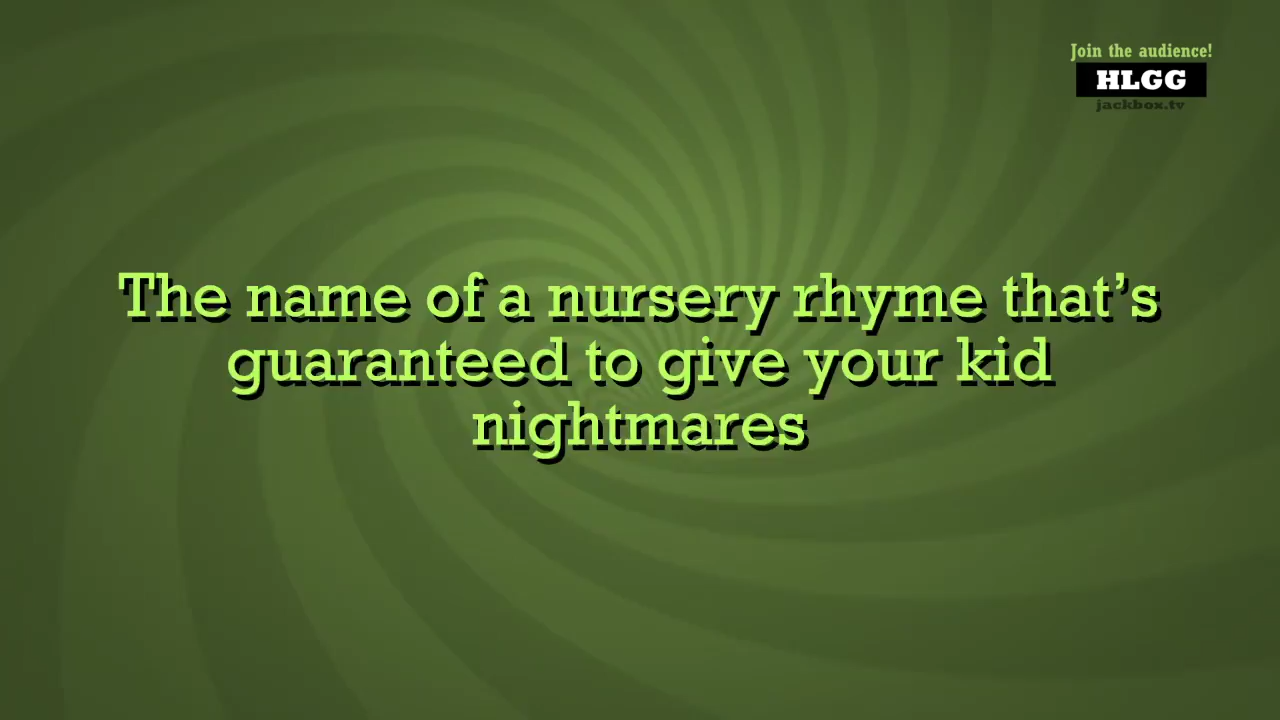 Join the audience!
HLGG
jackbox.tv
The name of a nursery rhyme that’s
guaranteed to give your kid
nightmares